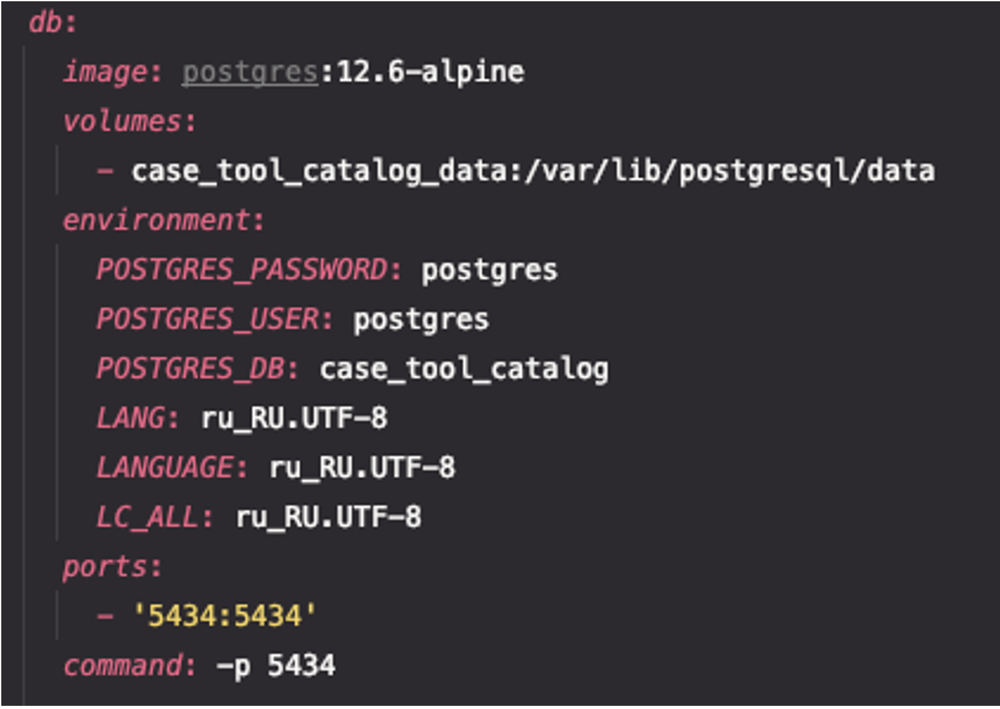 db:
image: postgres:12.6-alpine
volumes:
- case_tool_catalog_data:/var/lib/postgresql/data
environment:
POSTGRES_PASSWORD: postgres
POSTGRES_USER: postgres
POSTGRES_DB: case_tool_catalog
LANG: ru_RU.UTF-8
LANGUAGE: ru_RU.UTF-8
LC_ALL: ru_RU.UTF-8
ports:
- '5434:5434'
command: -p 5434